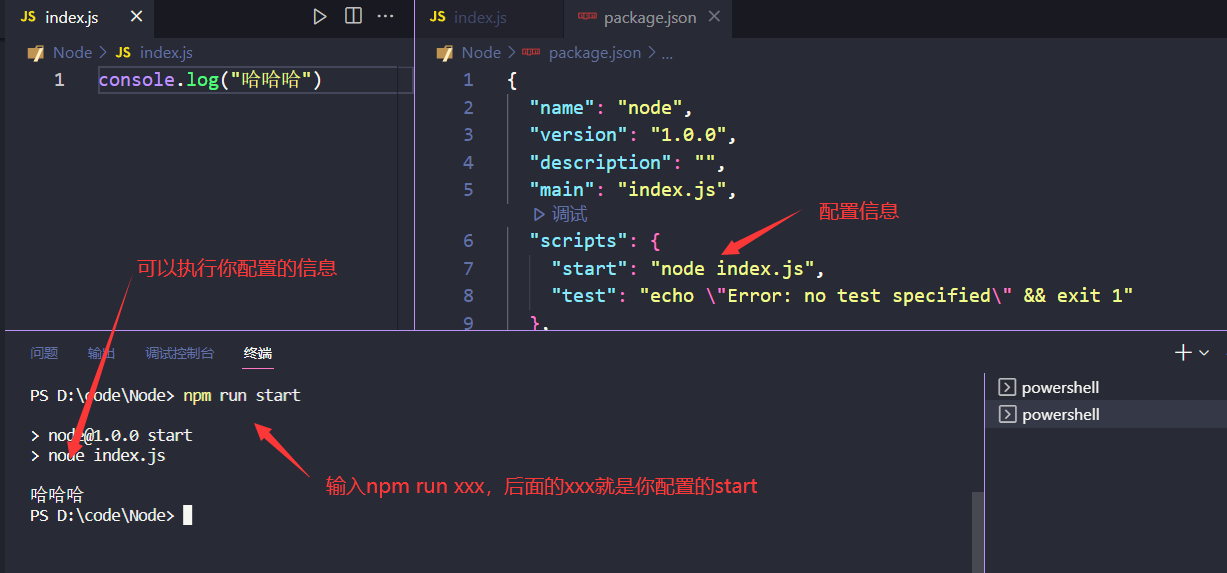 JS index.js
JS index.js
npm package.json
Node > JS index.js
Node > npm package.json > ...
1 console.log("哈哈哈")
1 {
2 "name": "node",
3 "version": "1.0.0",
4 "description": "",
5 "main": "index.js",
调试
配置信息
6 "scripts": {
7 "start": "node index.js",
8 "test": "echo \"Error: no test specified\" && exit 1"
9 },
可以执行你配置的信息
问题 输出 调试控制台 终端
PS D:\code\Node> npm run start
> node@1.0.0 start
> node index.js
哈哈哈
PS D:\code\Node>
输入npm run xxx，后面的xxx就是你配置的start
powershell
powershell